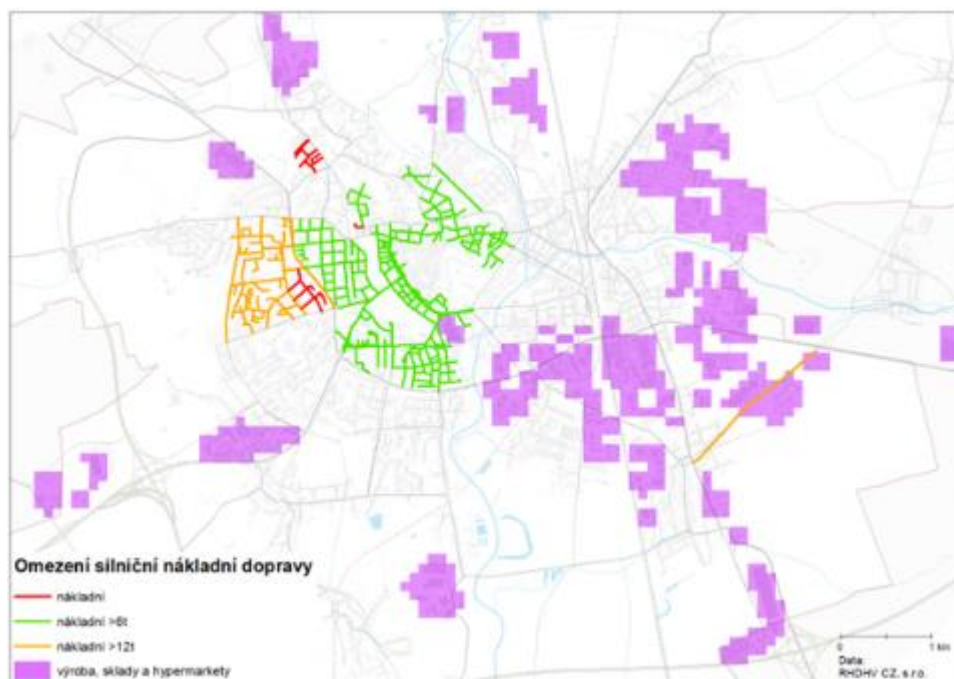 Omezení silniční nákladní dopravy
nákladní
nákladní >6t
nákladní >12t
výroba, sklady a hypermarkety
0 1 km
Data:
RHDHV CZ, s.r.o.